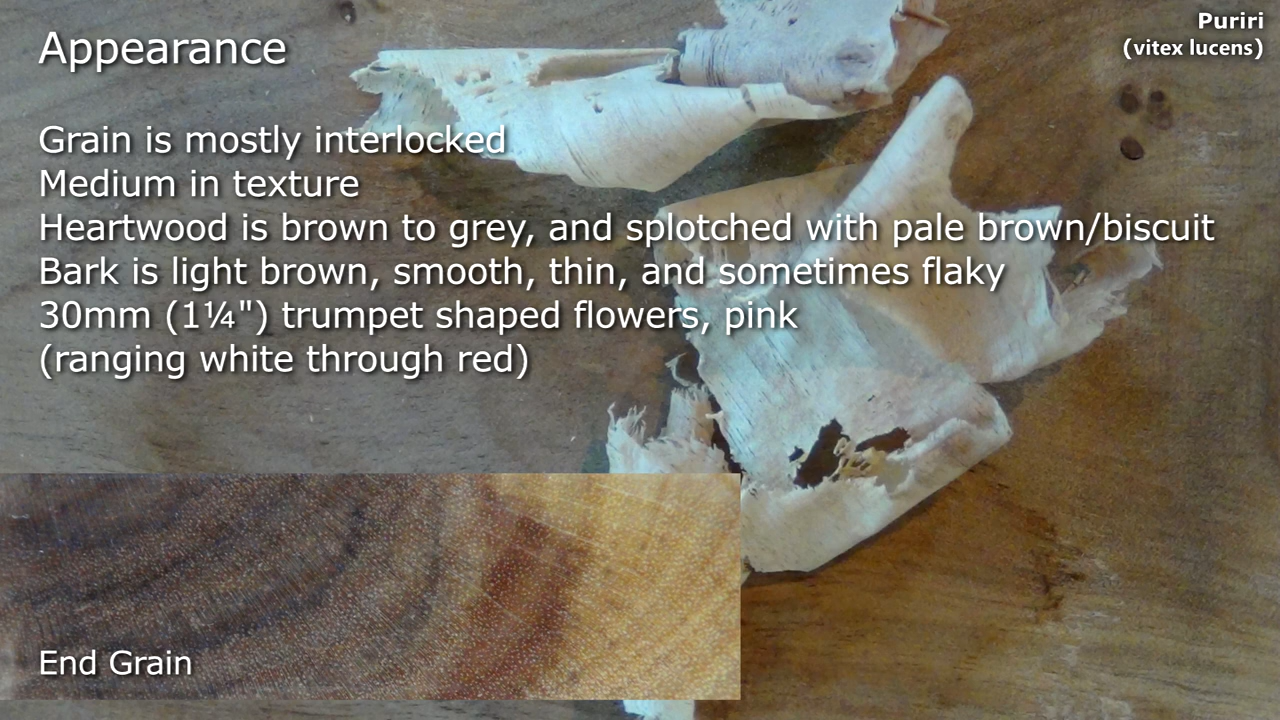 Appearance
Puriri
(vitex lucens)
Grain is mostly interlocked
Medium in texture
Heartwood is brown to grey, and splotched with pale brown/biscuit
Bark is light brown, smooth, thin, and sometimes flaky
30mm (1¼") trumpet shaped flowers, pink
(ranging white through red)
End Grain